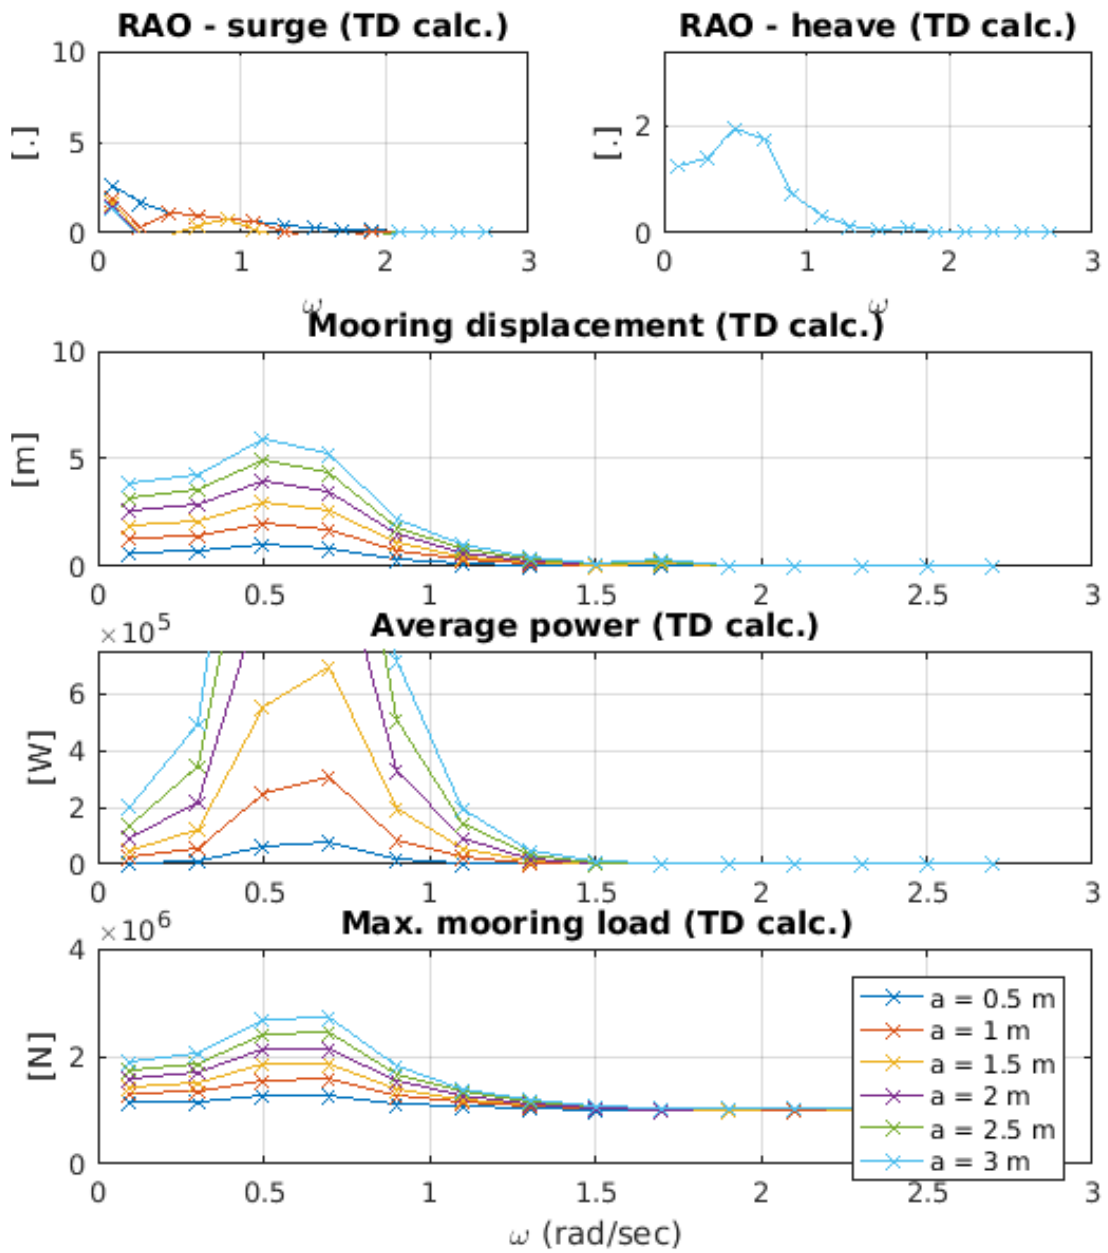 RAO - surge (TD calc.)
10
5
0
[.]
0 1 2 3
ω
RAO - heave (TD calc.)
2
0
[.]
0 1 2 3
ω
Mooring displacement (TD calc.)
10
5
0
[m]
0 0.5 1 1.5 2 2.5 3
×10⁵
Average power (TD calc.)
6
4
2
0
[W]
0 0.5 1 1.5 2 2.5 3
×10⁶
Max. mooring load (TD calc.)
4
2
0
[N]
a = 0.5 m
a = 1 m
a = 1.5 m
a = 2 m
a = 2.5 m
a = 3 m
0 0.5 1 1.5 2 2.5 3
ω (rad/sec)